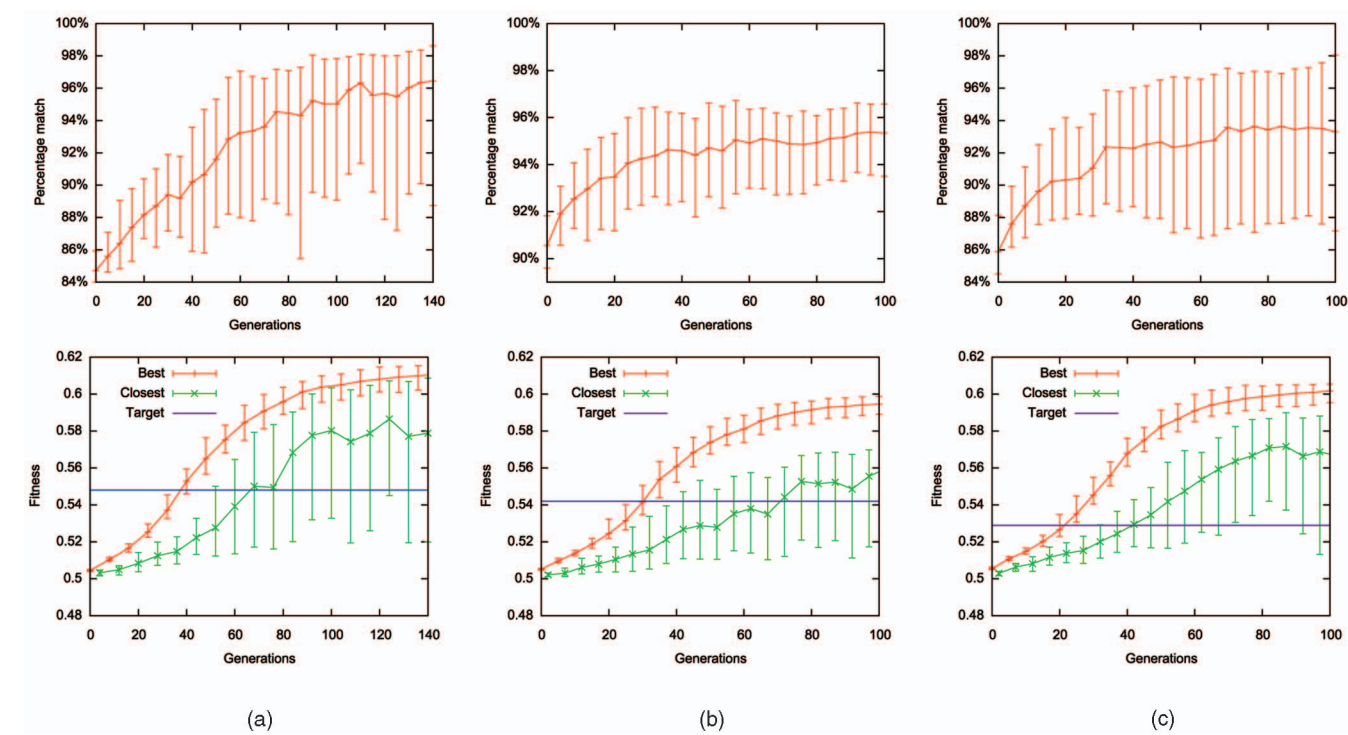 100%
98%
96%
94%
92%
90%
88%
86%
84%
Percentage match
0 20 40 60 80 100 120 140
Generations
100%
98%
96%
94%
92%
90%
Percentage match
0 20 40 60 80 100
Generations
100%
98%
96%
94%
92%
90%
88%
86%
84%
Percentage match
0 20 40 60 80 100
Generations
0.62
0.6
0.58
0.56
0.54
0.52
0.5
0.48
Fitness
Best
Closest
Target
0 20 40 60 80 100 120 140
Generations
0.62
0.6
0.58
0.56
0.54
0.52
0.5
0.48
Fitness
Best
Closest
Target
0 20 40 60 80 100
Generations
0.62
0.6
0.58
0.56
0.54
0.52
0.5
0.48
Fitness
Best
Closest
Target
0 20 40 60 80 100
Generations
(a) (b) (c)